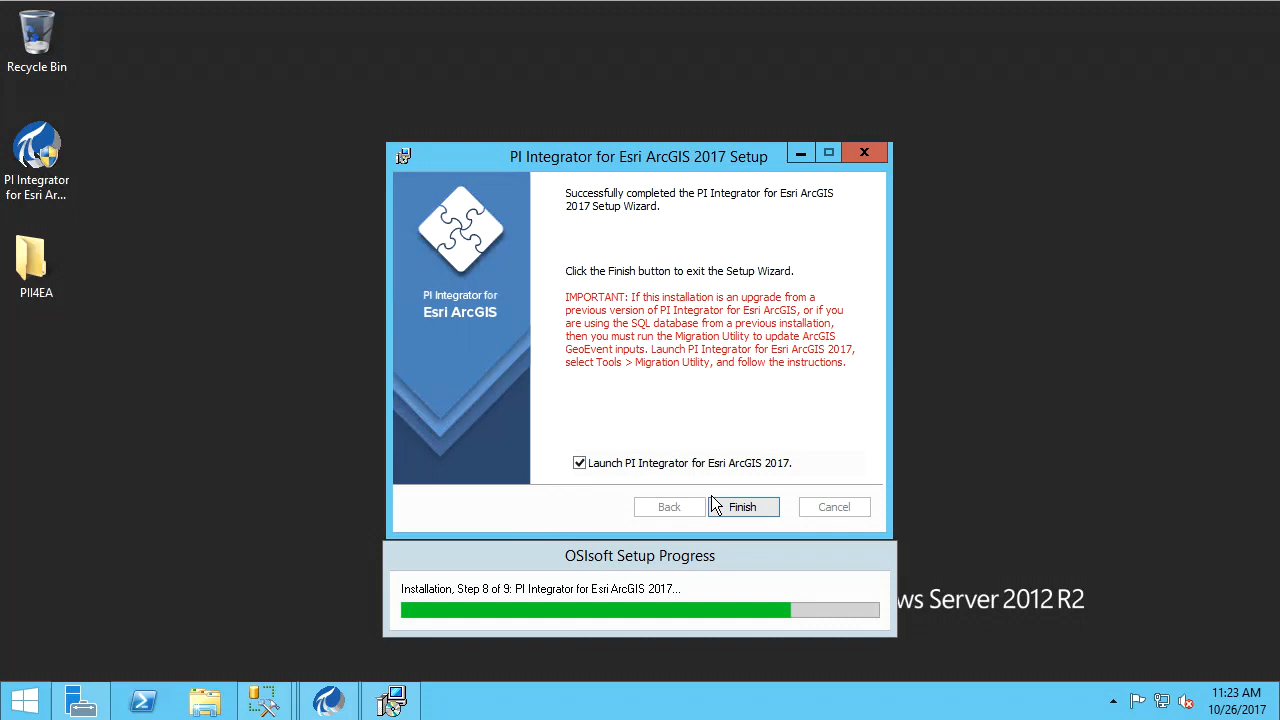 Recycle Bin
PI Integrator
for Esri Ar...
PII4EA
PI Integrator for Esri ArcGIS 2017 Setup
PI Integrator for
Esri ArcGIS
Successfully completed the PI Integrator for Esri ArcGIS
2017 Setup Wizard.
Click the Finish button to exit the Setup Wizard.
IMPORTANT: If this installation is an upgrade from a
previous version of PI Integrator for Esri ArcGIS, or if you
are using the SQL database from a previous installation,
then you must run the Migration Utility to update ArcGIS
GeoEvent inputs. Launch PI Integrator for Esri ArcGIS 2017,
select Tools > Migration Utility, and follow the instructions.
Launch PI Integrator for Esri ArcGIS 2017.
Back
Finish
Cancel
OSIsoft Setup Progress
Installation, Step 8 of 9: PI Integrator for Esri ArcGIS 2017...
ws Server 2012 R2
11:23 AM
10/26/2017